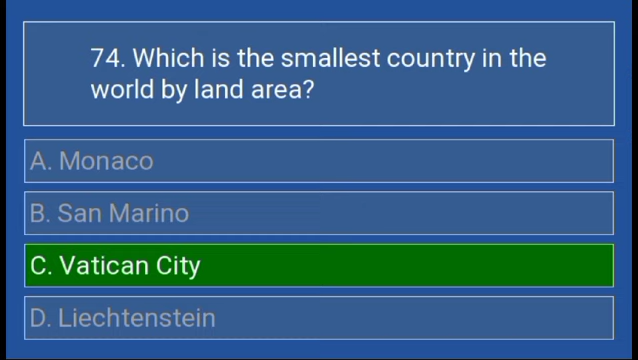 74. Which is the smallest country in the
world by land area?
A. Monaco
B. San Marino
C. Vatican City
D. Liechtenstein